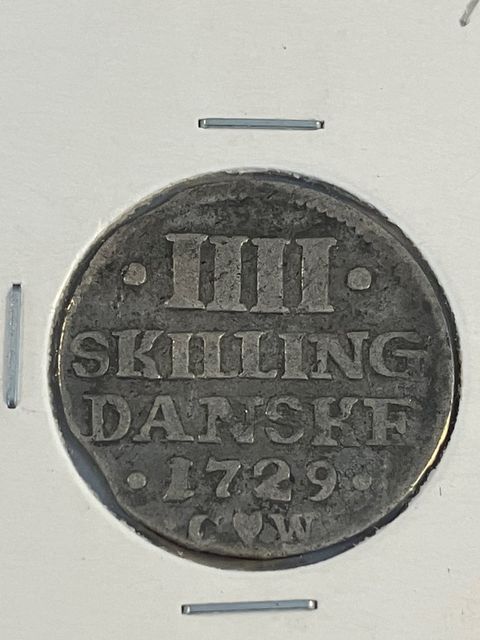 · IIII ·
SKILLING
DANSKE
· 1729 ·
C♥W